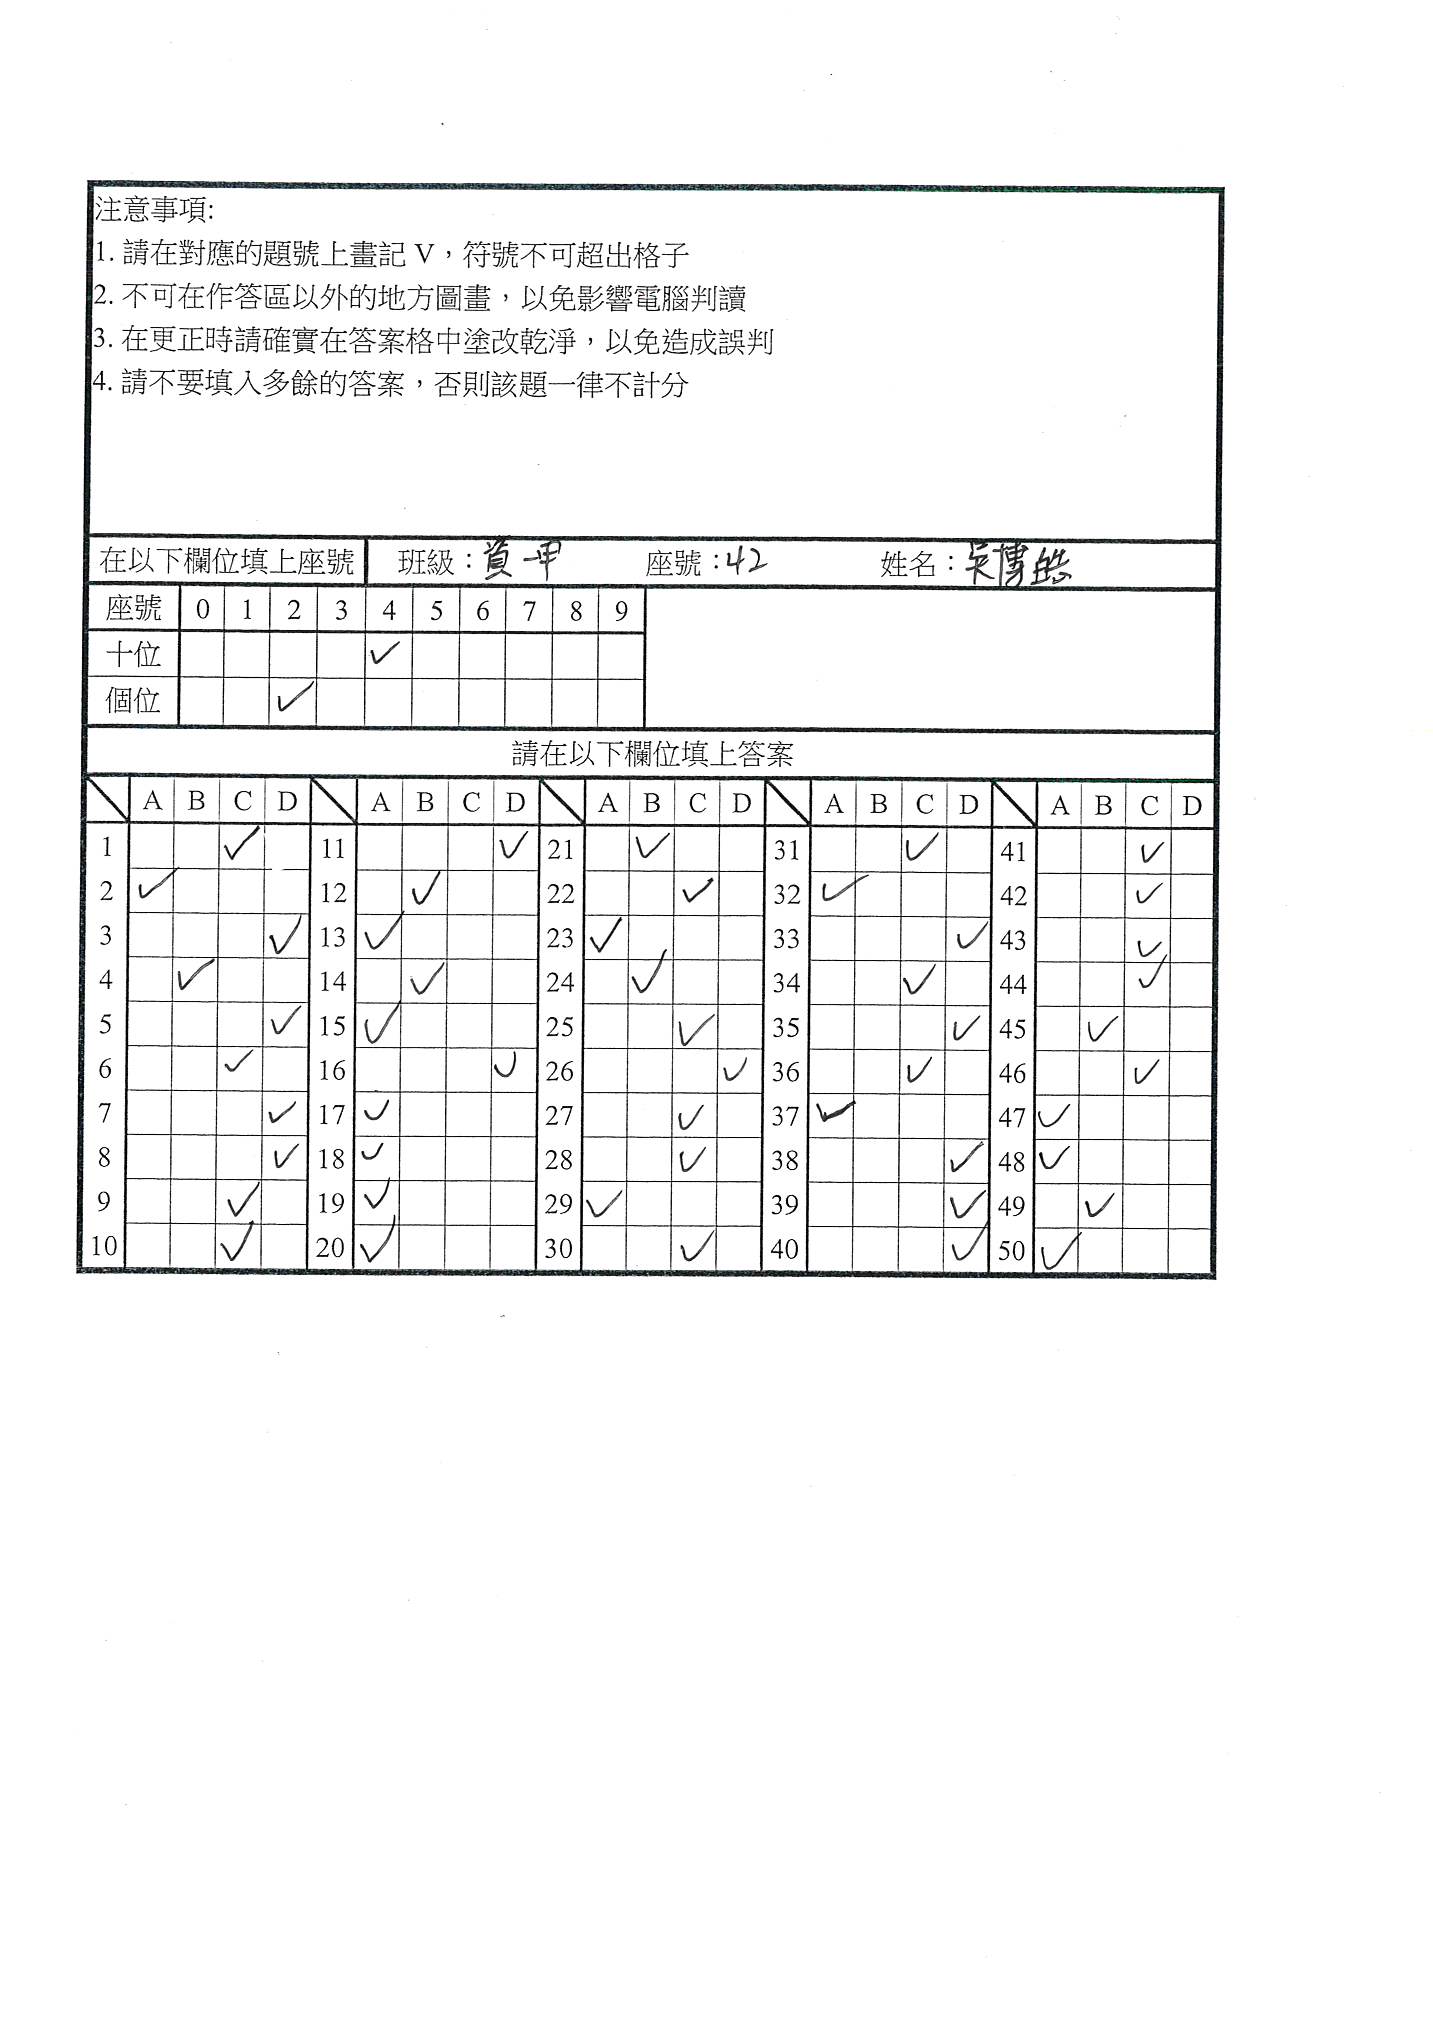 注意事項:
1. 請在對應的題號上畫記 V，符號不可超出格子
2. 不可在作答區以外的地方圖畫，以免影響電腦判讀
3. 在更正時請確實在答案格中塗改乾淨，以免造成誤判
4. 請不要填入多餘的答案，否則該題一律不計分
在以下欄位填上座號 班級：資一甲 座號：42 姓名：吳博皓
座號 0 1 2 3 4 5 6 7 8 9
十位 ✓
個位 ✓
請在以下欄位填上答案
A B C D A B C D A B C D A B C D A B C D
1 ✓ 11 ✓ 21 ✓ 31 ✓ 41 ✓
2 ✓ 12 ✓ 22 ✓ 32 ✓ 42 ✓
3 ✓ 13 ✓ 23 ✓ 33 ✓ 43 ✓
4 ✓ 14 ✓ 24 ✓ 34 ✓ 44 ✓
5 ✓ 15 ✓ 25 ✓ 35 ✓ 45 ✓
6 ✓ 16 ✓ 26 ✓ 36 ✓ 46 ✓
7 ✓ 17 ✓ 27 ✓ 37 ✓ 47 ✓
8 ✓ 18 ✓ 28 ✓ 38 ✓ 48 ✓
9 ✓ 19 ✓ 29 ✓ 39 ✓ 49 ✓
10 ✓ 20 ✓ 30 ✓ 40 ✓ 50 ✓